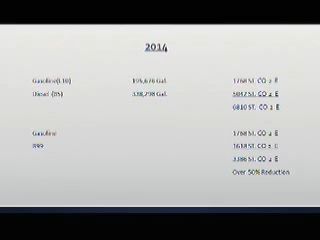 2014
Gasoline(E10) 195,676 Gal. 1768 ST. CO 2 E
Diesel (B5) 338,298 Gal. 5042 ST. CO 2 E
6810 ST. CO 2 E
Gasoline 1768 ST. CO 2 E
B99 1618 ST. CO 2 E
3386 ST. CO 2 E
Over 50% Reduction